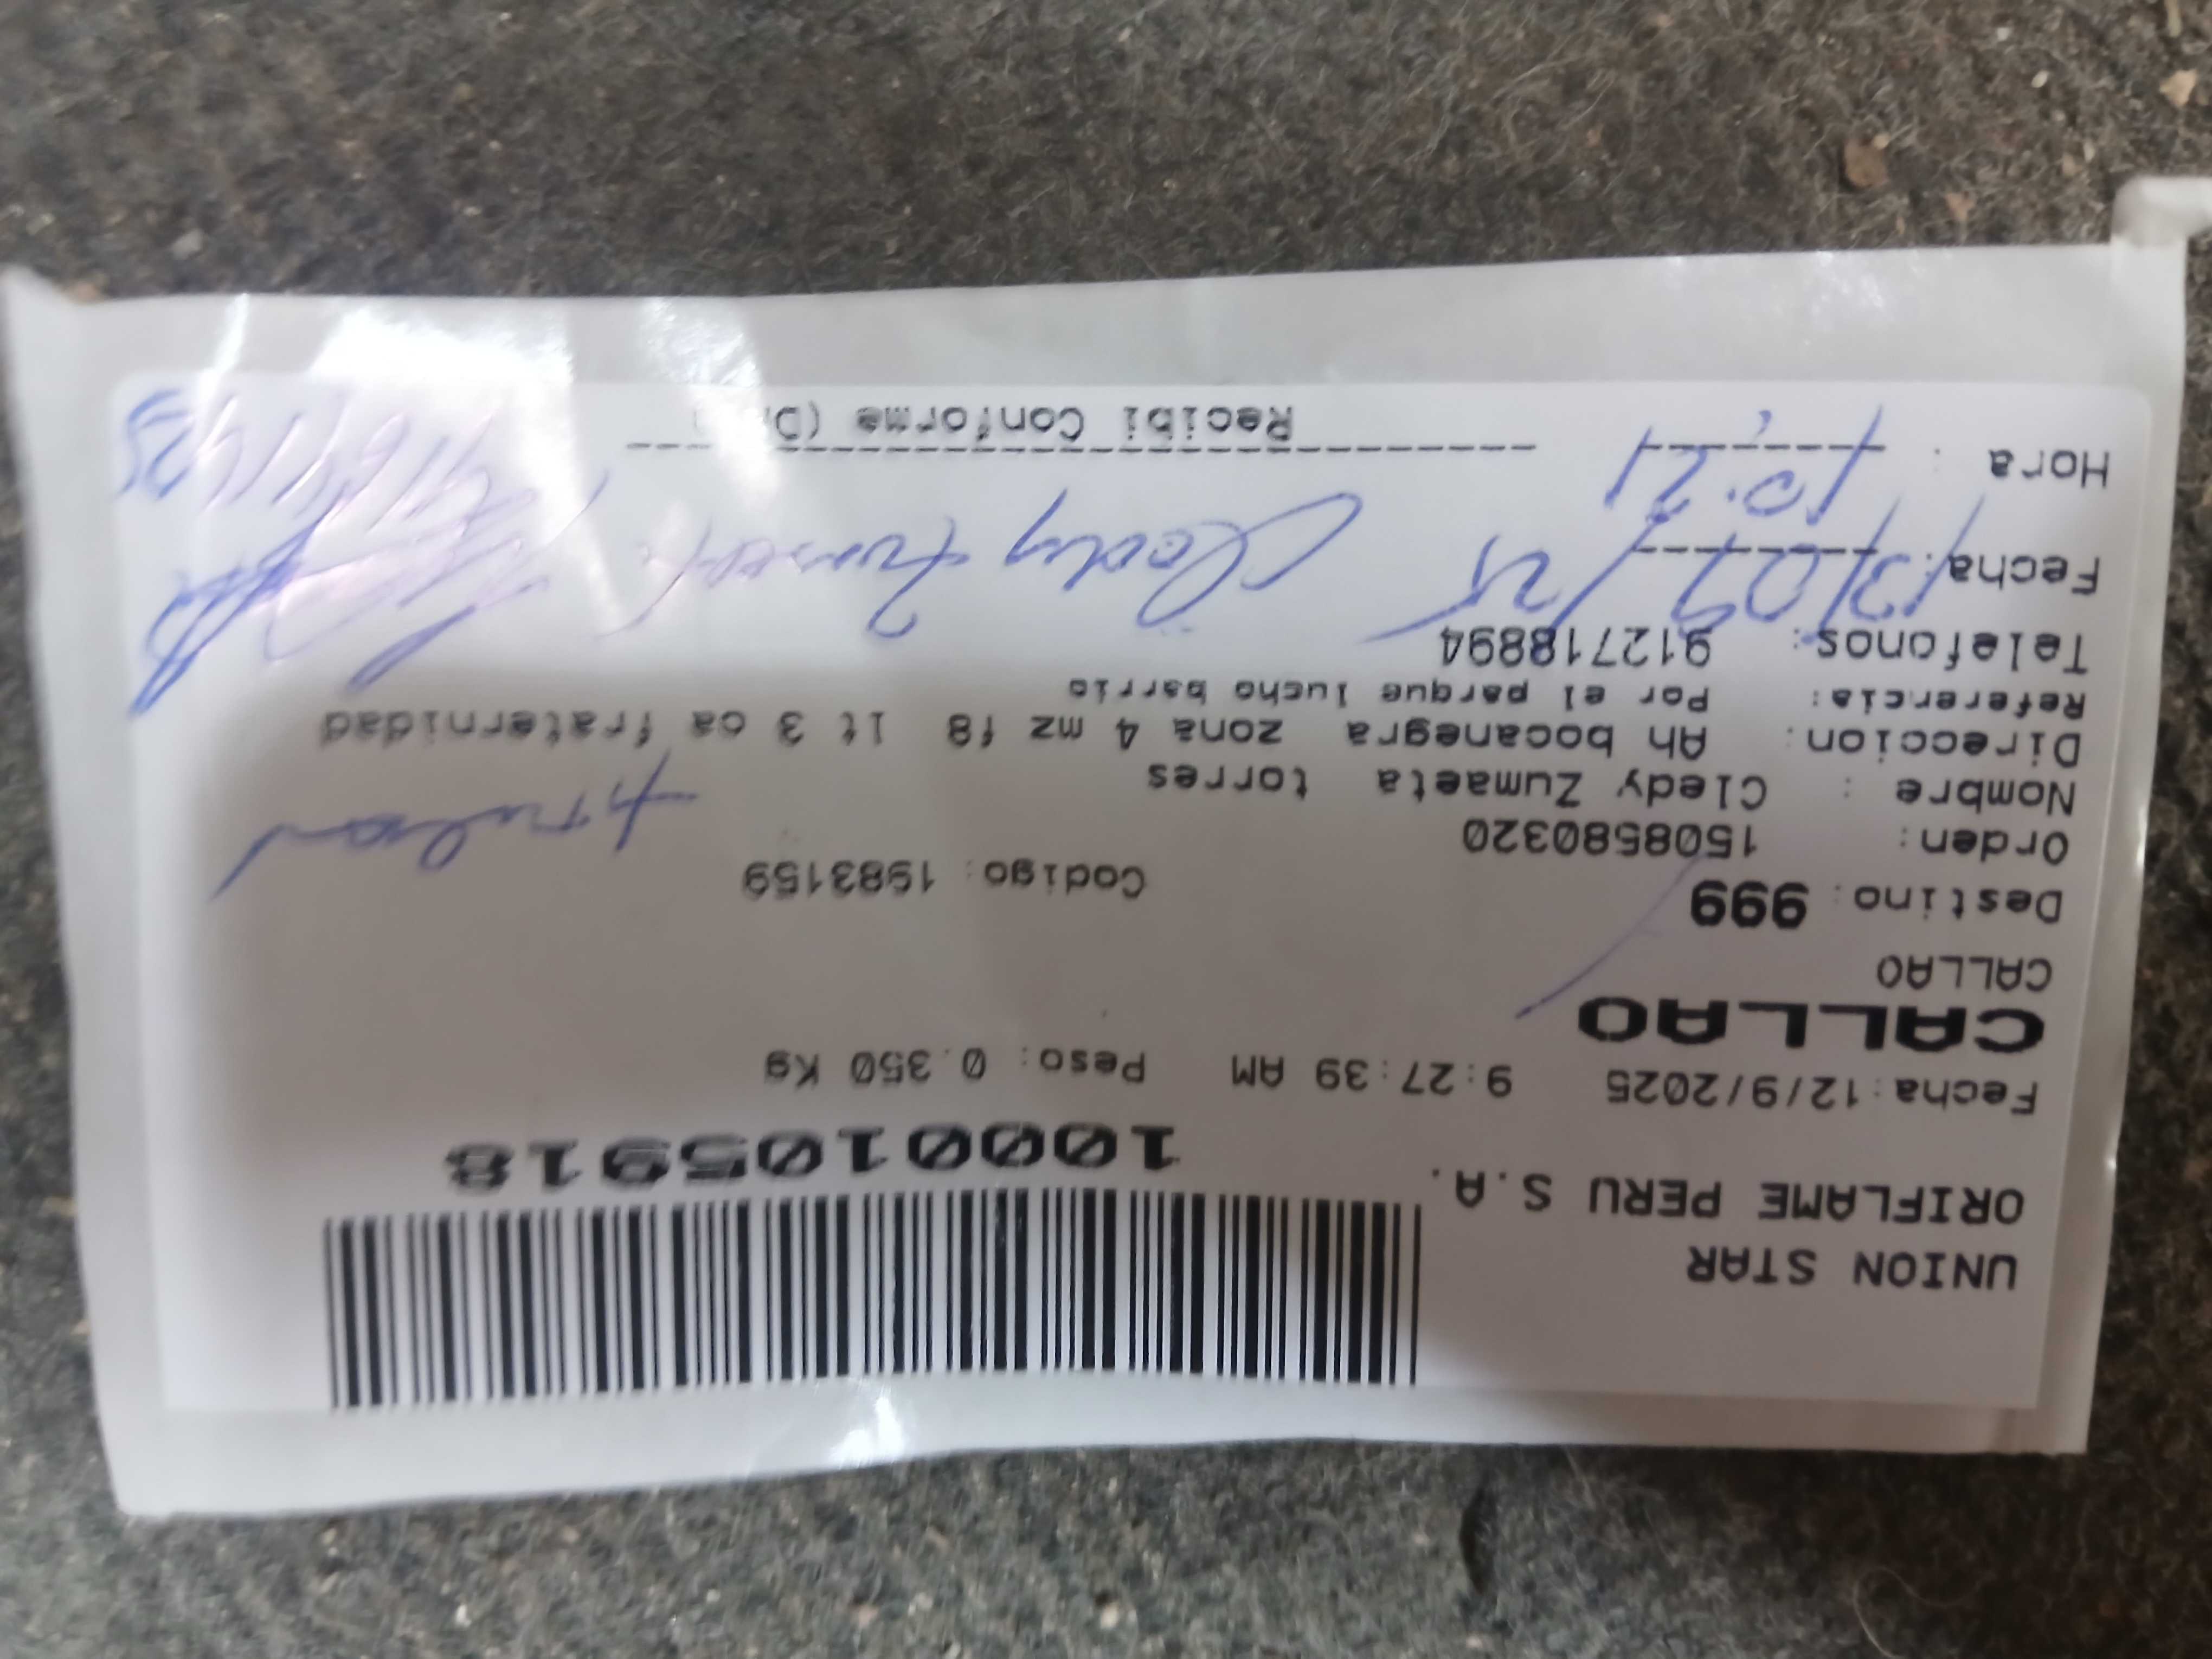 UNION STAR
ORIFLAME PERU S.A.
1000105918
Fecha:12/9/2025 9:27:39 AM Peso: 0.350 Kg
CALLAO
CALLAO
Destino: 999 Codigo: 1983159
Orden: 1508580320
Nombre : Cledy Zumaeta torres
Direccion: Ah bocanegra zona 4 mz f8 lt 3 ca fraternidad
Referencia: Por el parque lucho barrio
Telefonos: 912718894
Fecha: 13/09/25
Hora : 10:21
Recibi Conforme